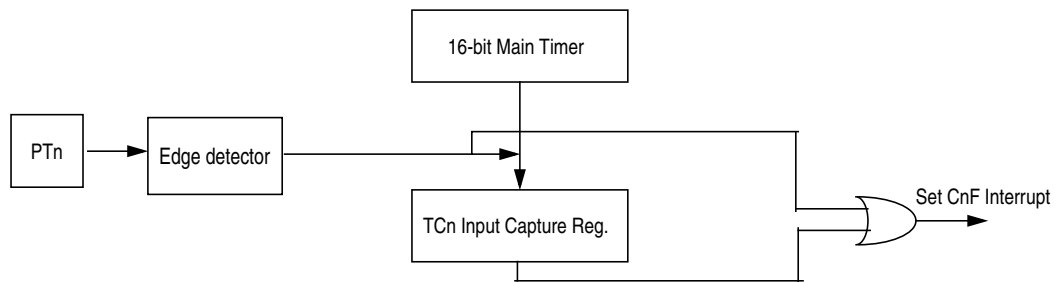 16-bit Main Timer
PTn
Edge detector
TCn Input Capture Reg.
Set CnF Interrupt